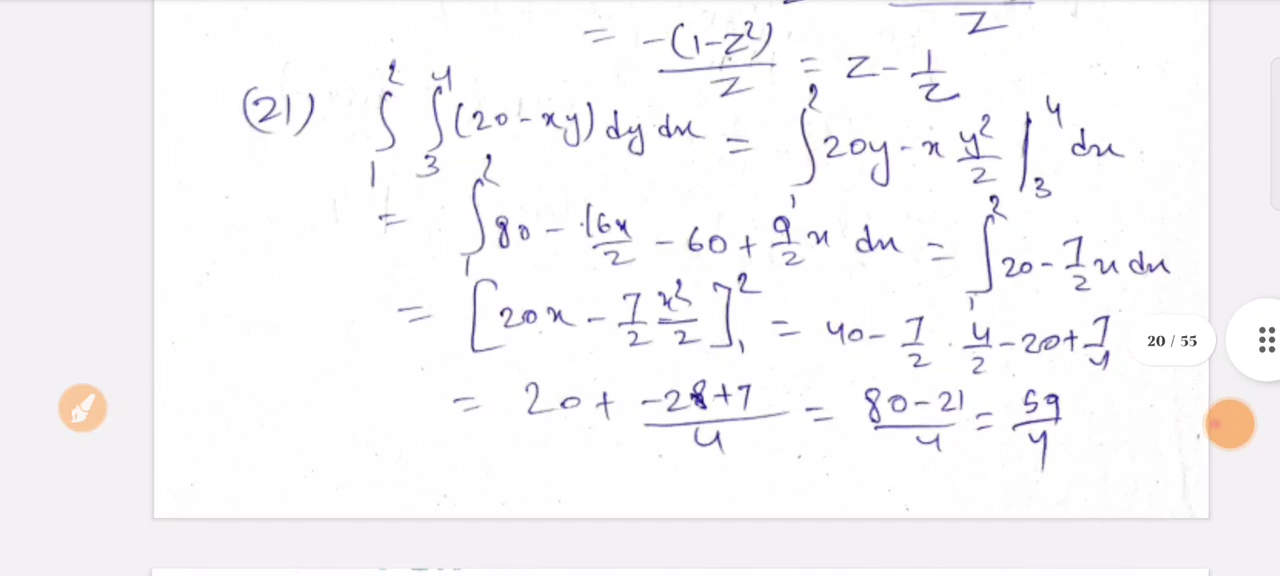 z
= -(1-z²)/z = z - 1/z
(21) ∫₁² ∫₃⁴ (20-xy) dy dx = ∫₁² 20y - x y²/2 |₃⁴ dx
= ∫₁² 80 - 16x/2 - 60 + 9/2 x dx = ∫₁² 20 - 7/2 x dx
= [20x - 7/2 x²/2]₁² = 40 - 7/2 · 4/2 - 20 + 7/4
20 / 55
= 20 + (-28+7)/4 = (80-21)/4 = 59/4